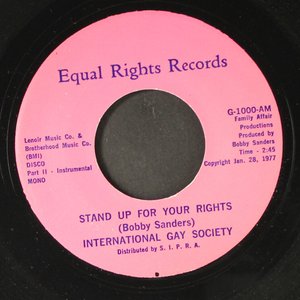 Equal Rights Records
Lenoir Music Co. &
Brotherhood Music Co.
(BMI)
DISCO
Part II - Instrumental
MONO
G-1000-AM
Family Affair
Productions
Produced by
Bobby Sanders
Time - 2:45
Copyright Jan. 28, 1977
STAND UP FOR YOUR RIGHTS
(Bobby Sanders)
INTERNATIONAL GAY SOCIETY
Distributed by S. I. P. R. A.